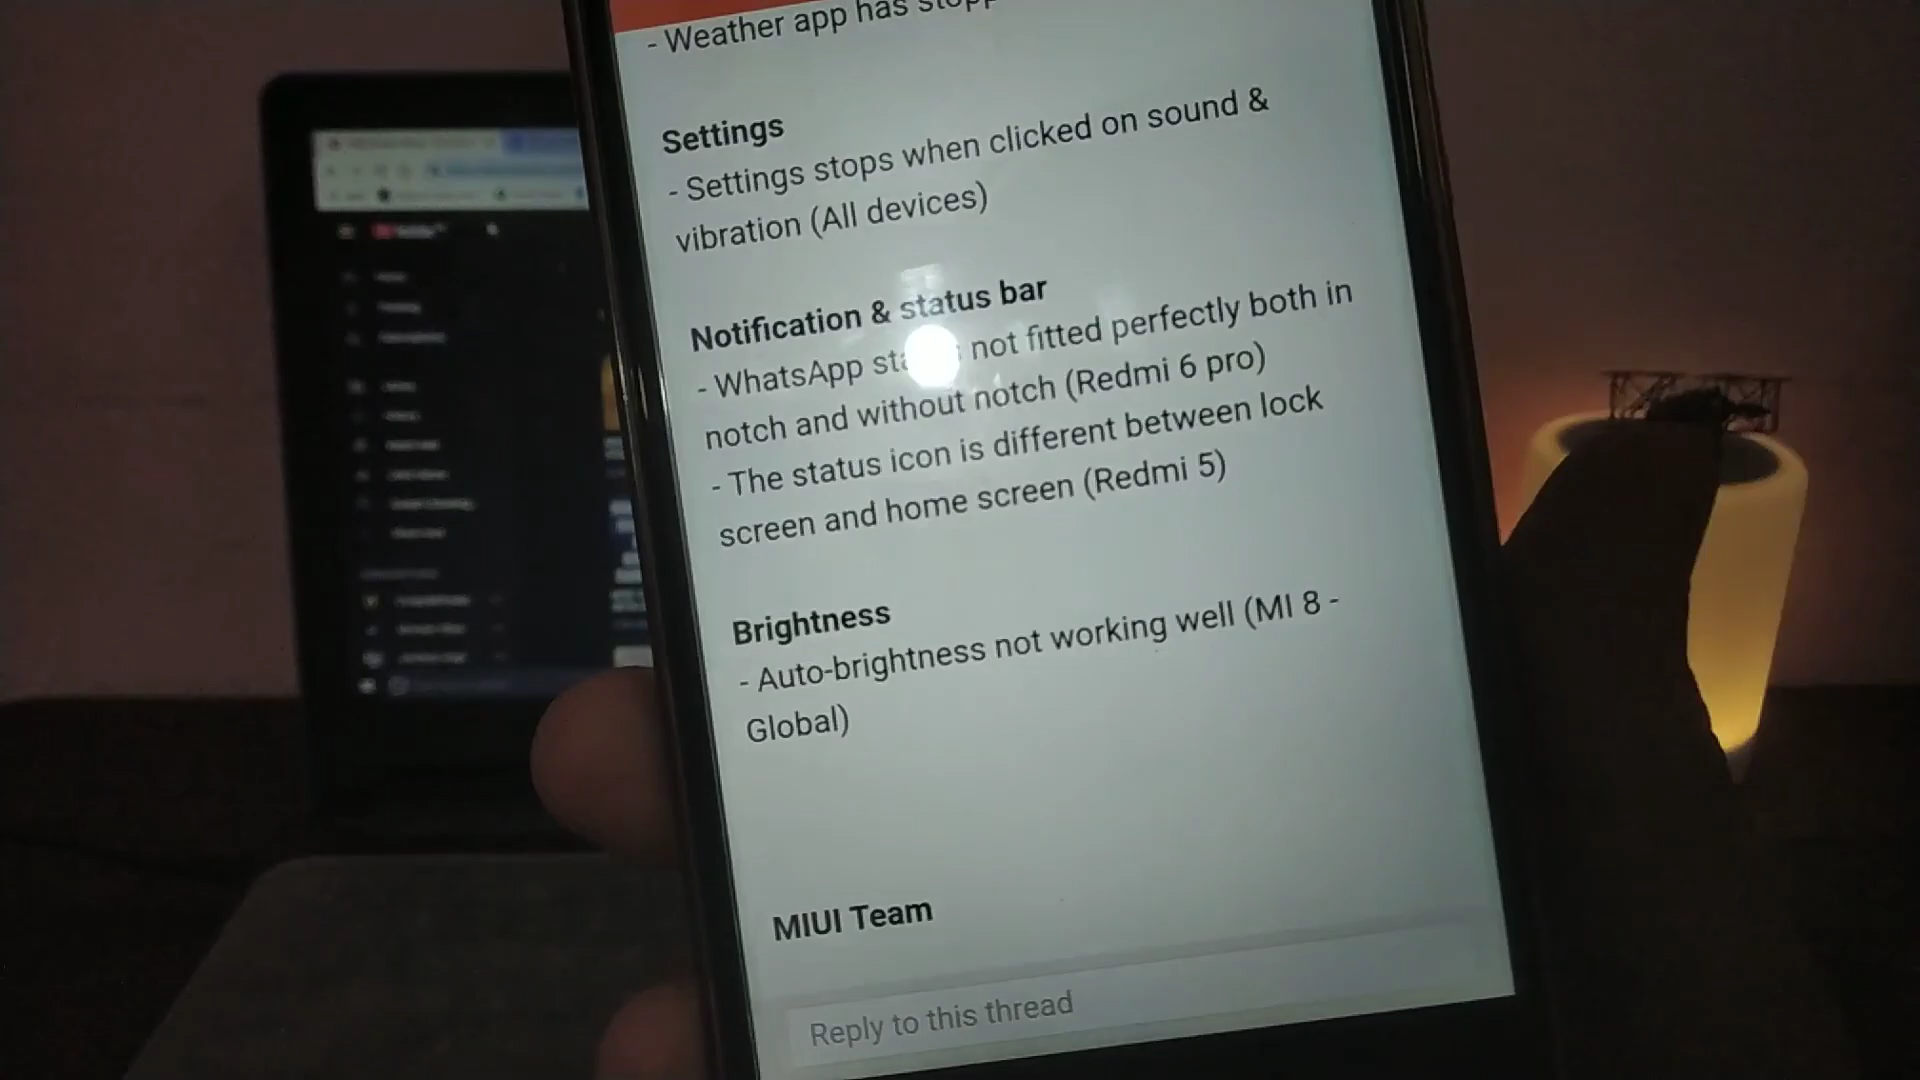 - Weather app has
Settings
- Settings stops when clicked on sound &
vibration (All devices)
Notification & status bar
- WhatsApp not fitted perfectly both in
notch and without notch (Redmi 6 pro)
- The status icon is different between lock
screen and home screen (Redmi 5)
Brightness
- Auto-brightness not working well (MI 8 -
Global)
MIUI Team
Reply to this thread